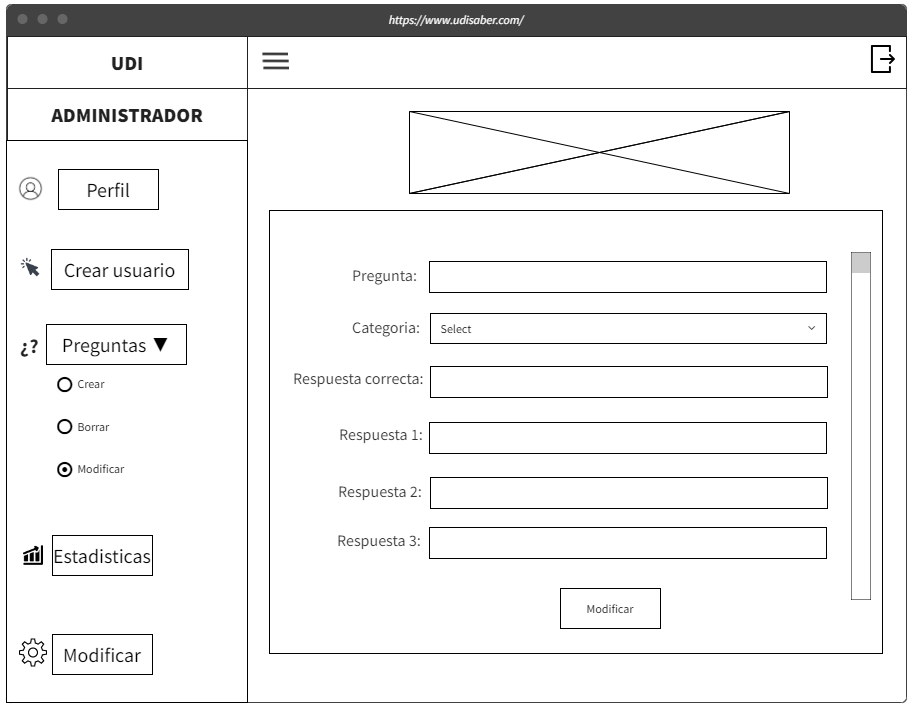 https://www.udisaber.com/
UDI
ADMINISTRADOR
Perfil
Crear usuario
¿? Preguntas ▼
Crear
Borrar
Modificar
Estadisticas
Modificar
Pregunta:
Categoria: Select
Respuesta correcta:
Respuesta 1:
Respuesta 2:
Respuesta 3:
Modificar